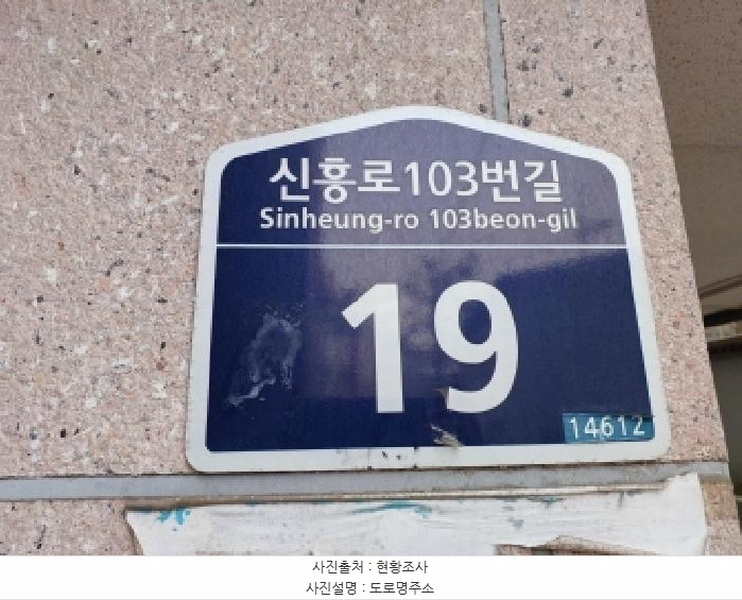 신흥로103번길
Sinheung-ro 103beon-gil
19
14612
사진출처 : 현황조사
사진설명 : 도로명주소